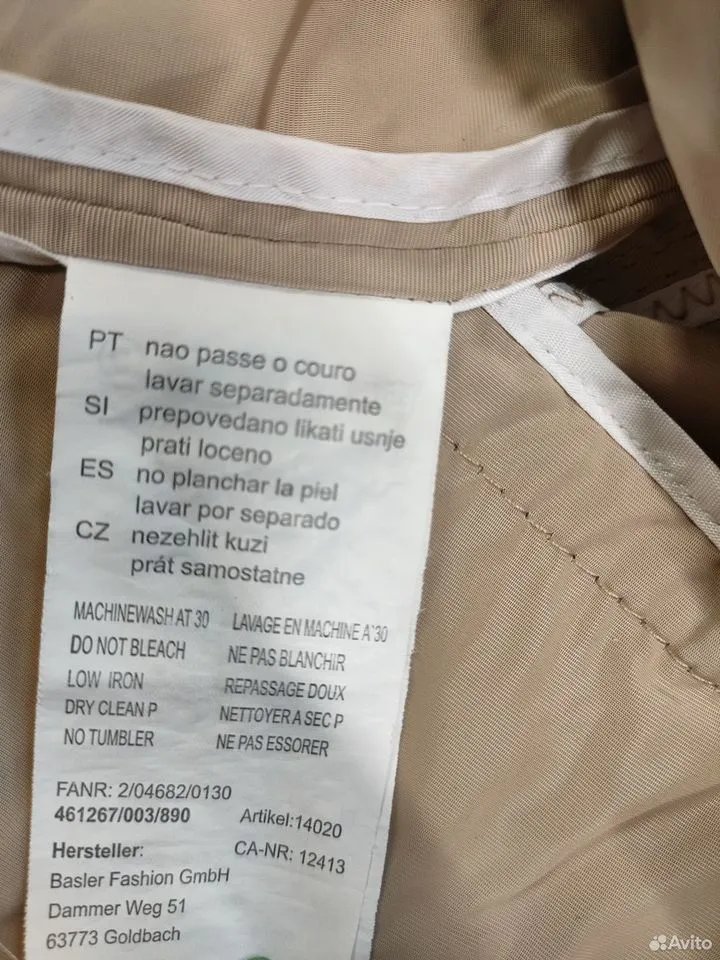 PT nao passe o couro
lavar separadamente
SI prepovedano likati usnje
prati loceno
ES no planchar la piel
lavar por separado
CZ nezehlit kuzi
prát samostatne
MACHINEWASH AT 30 LAVAGE EN MACHINE A`30
DO NOT BLEACH NE PAS BLANCHIR
LOW IRON REPASSAGE DOUX
DRY CLEAN P NETTOYER A SEC P
NO TUMBLER NE PAS ESSORER
FANR: 2/04682/0130
461267/003/890 Artikel:14020
Hersteller: CA-NR: 12413
Basler Fashion GmbH
Dammer Weg 51
63773 Goldbach
Avito